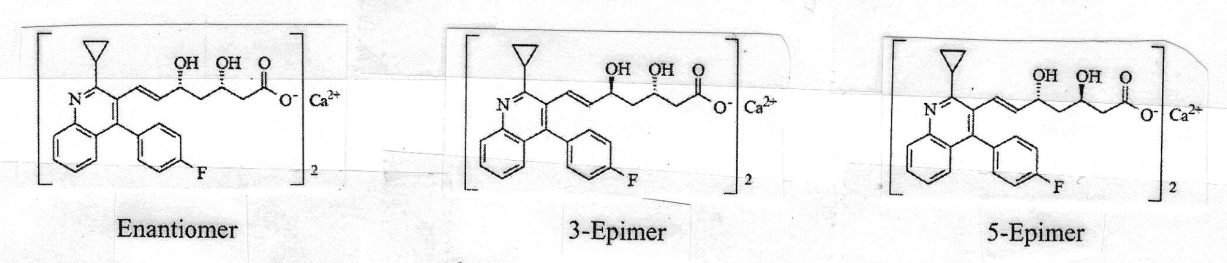 OH OH O
N O⁻ Ca²⁺
F
2
Enantiomer
OH OH O
N O⁻ Ca²⁺
F
2
3-Epimer
OH OH O
N O⁻ Ca²⁺
F
2
5-Epimer